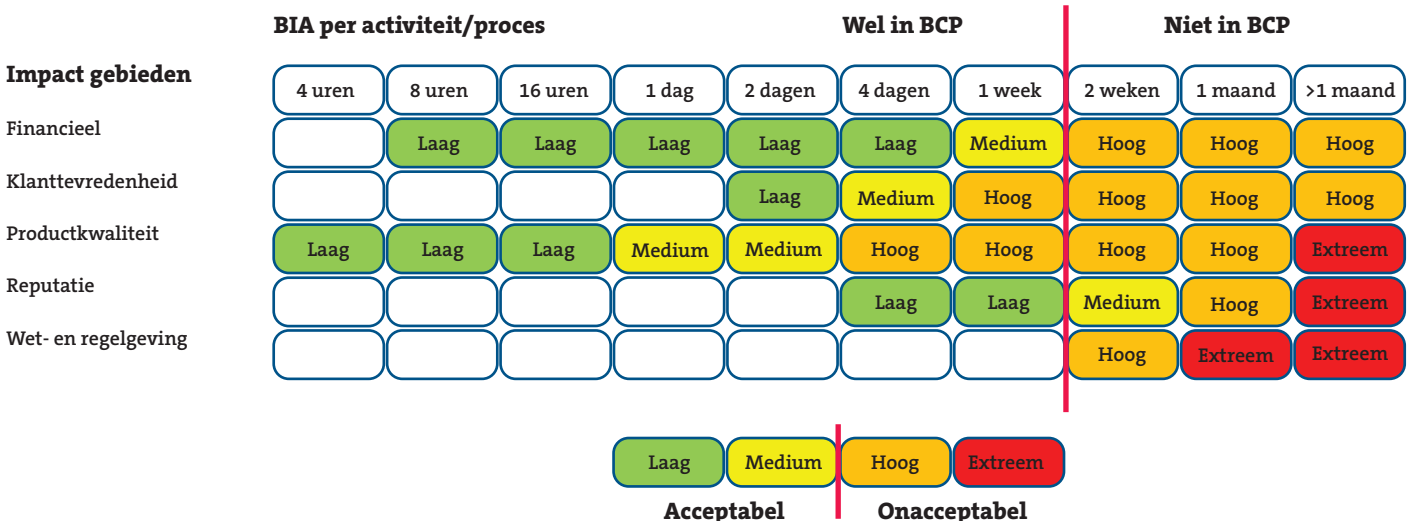 BIA per activiteit/proces Wel in BCP Niet in BCP
Impact gebieden 4 uren 8 uren 16 uren 1 dag 2 dagen 4 dagen 1 week 2 weken 1 maand >1 maand
Financieel Laag Laag Laag Laag Laag Medium Hoog Hoog Hoog
Klanttevredenheid Laag Medium Hoog Hoog Hoog Hoog
Productkwaliteit Laag Laag Laag Medium Medium Hoog Hoog Hoog Hoog Extreem
Reputatie Laag Laag Medium Hoog Extreem
Wet- en regelgeving Hoog Extreem Extreem
Laag Medium Hoog Extreem
Acceptabel Onacceptabel